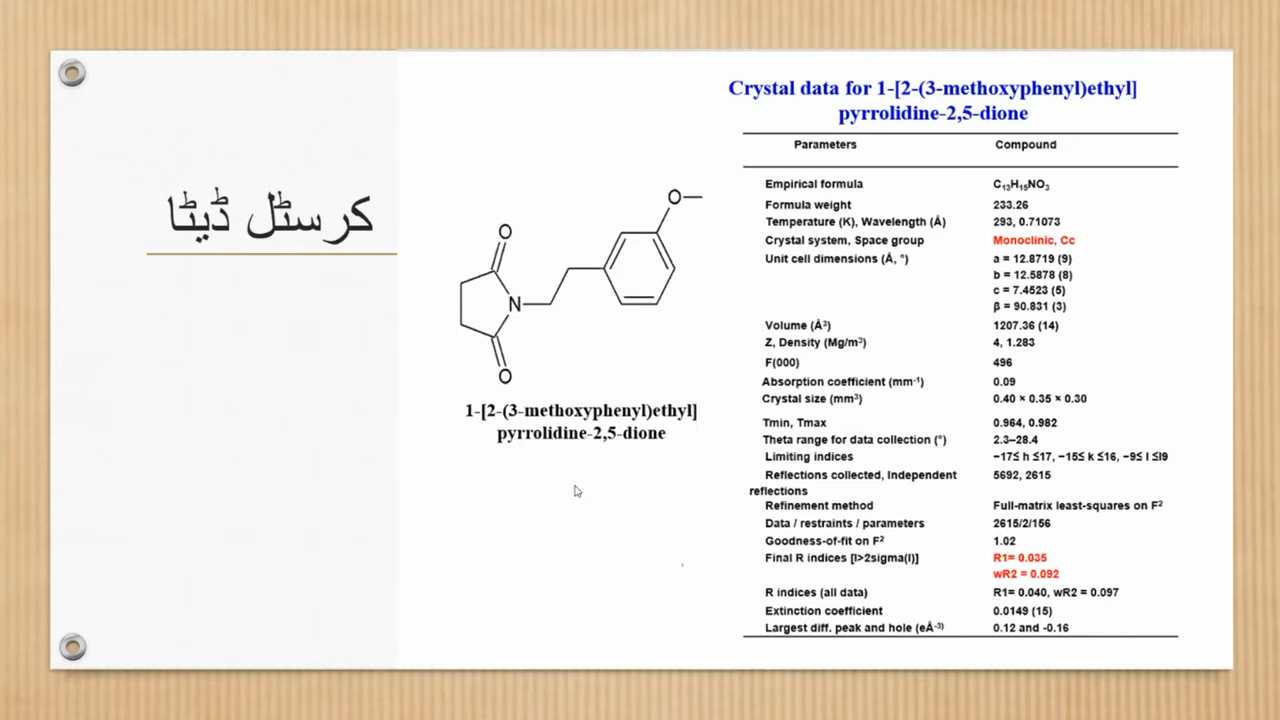 کرسٹل ڈیٹا
O
O
N
O
1-[2-(3-methoxyphenyl)ethyl]
pyrrolidine-2,5-dione
Crystal data for 1-[2-(3-methoxyphenyl)ethyl]
pyrrolidine-2,5-dione
Parameters Compound
Empirical formula C₁₃H₁₅NO₃
Formula weight 233.26
Temperature (K), Wavelength (Å) 293, 0.71073
Crystal system, Space group Monoclinic, Cc
Unit cell dimensions (Å, °) a = 12.8719 (9)
b = 12.5878 (8)
c = 7.4523 (5)
β = 90.831 (3)
Volume (Å³) 1207.36 (14)
Z, Density (Mg/m³) 4, 1.283
F(000) 496
Absorption coefficient (mm⁻¹) 0.09
Crystal size (mm³) 0.40 × 0.35 × 0.30
Tmin, Tmax 0.964, 0.982
Theta range for data collection (°) 2.3–28.4
Limiting indices −17≤ h ≤17, −15≤ k ≤16, −9≤ l ≤l9
Reflections collected, Independent 5692, 2615
reflections
Refinement method Full-matrix least-squares on F²
Data / restraints / parameters 2615/2/156
Goodness-of-fit on F² 1.02
Final R indices [I>2sigma(I)] R1= 0.035
wR2 = 0.092
R indices (all data) R1= 0.040, wR2 = 0.097
Extinction coefficient 0.0149 (15)
Largest diff. peak and hole (eÅ⁻³) 0.12 and -0.16